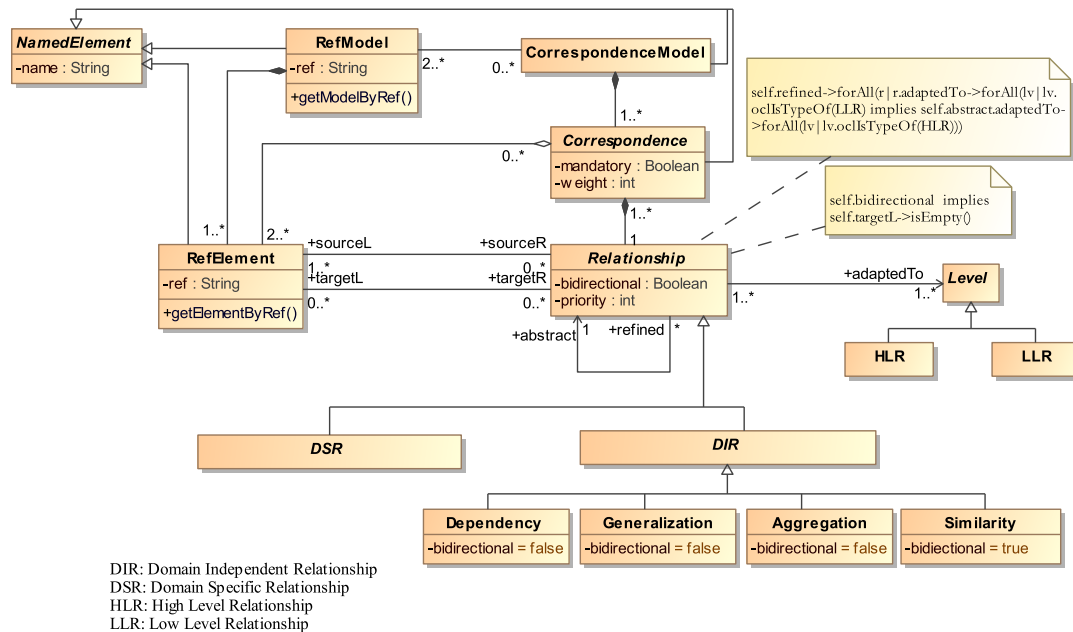 NamedElement
-name : String
RefModel
-ref : String
+getModelByRef()
2..*
0..*
CorrespondenceModel
1..*
Correspondence
-mandatory : Boolean
-weight : int
0..*
1..*
1
self.refined->forAll(r|r.adaptedTo->forAll(lv|lv.
oclIsTypeOf(LLR) implies self.abstract.adaptedTo-
>forAll(lv|lv.oclIsTypeOf(HLR)))
self.bidirectional implies
self.targetL->isEmpty()
1..*
2..*
RefElement
-ref : String
+getElementByRef()
+sourceL
1..*
+targetL
0..*
+sourceR
0..*
+targetR
0..*
Relationship
-bidirectional : Boolean
-priority : int
+abstract
1
+refined
*
1..*
+adaptedTo
1..*
Level
HLR
LLR
DSR
DIR
Dependency
-bidirectional = false
Generalization
-bidirectional = false
Aggregation
-bidirectional = false
Similarity
-bidiectional = true
DIR: Domain Independent Relationship
DSR: Domain Specific Relationship
HLR: High Level Relationship
LLR: Low Level Relationship